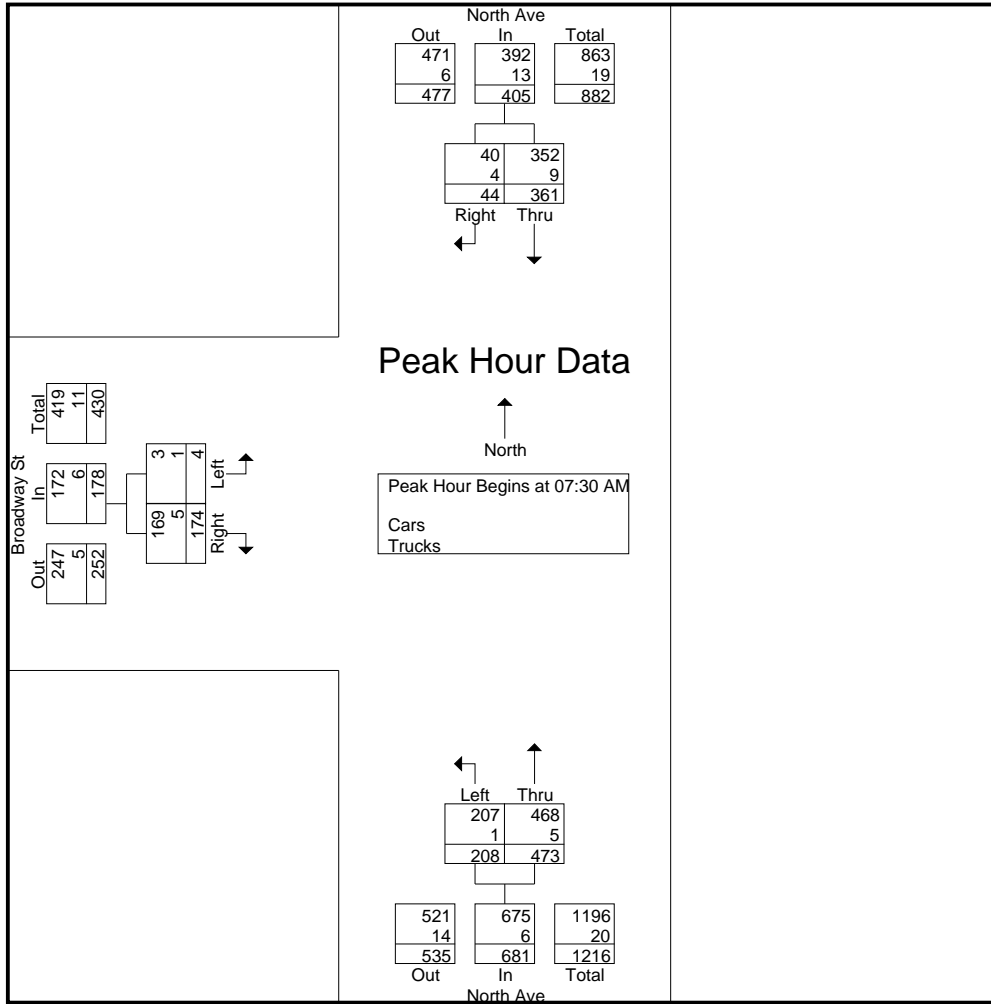 North Ave
Out In Total
471 392 863
6 13 19
477 405 882
40 352
4 9
44 361
Right Thru
Peak Hour Data
North
Peak Hour Begins at 07:30 AM
Cars
Trucks
Broadway St
Out In Total
247 172 419
5 6 11
252 178 430
169 3
5 1
174 4
Right Left
Left Thru
207 468
1 5
208 473
521 675 1196
14 6 20
535 681 1216
Out In Total
North Ave